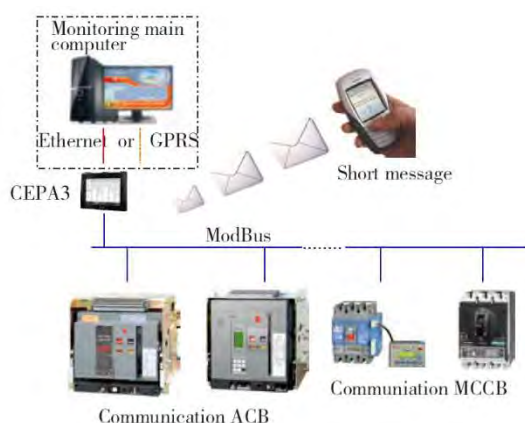 Monitoring main
computer
Ethernet or GPRS
CEPA3
Short message
ModBus
Communiation MCCB
Communication ACB